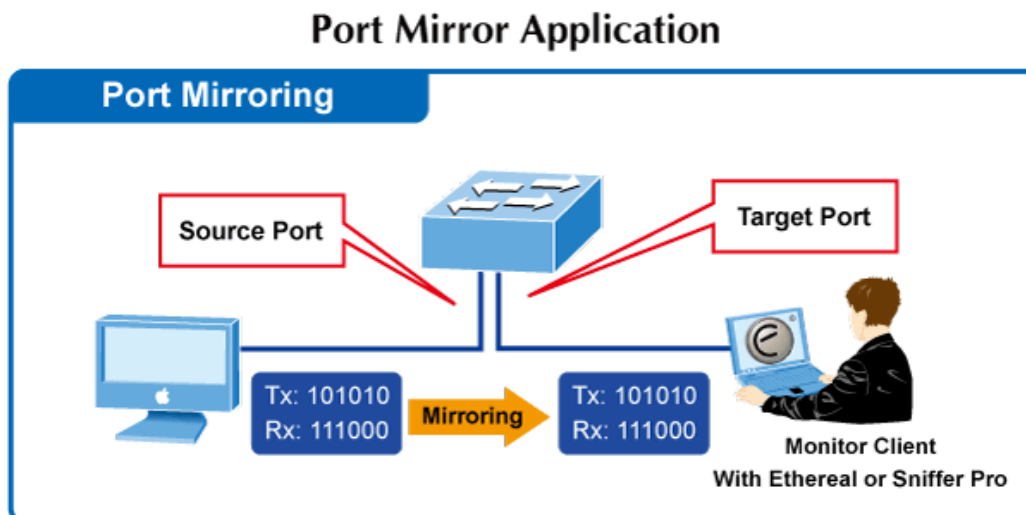 Port Mirror Application
Port Mirroring
Source Port
Target Port
Tx: 101010
Rx: 111000
Mirroring
Tx: 101010
Rx: 111000
Monitor Client
With Ethereal or Sniffer Pro